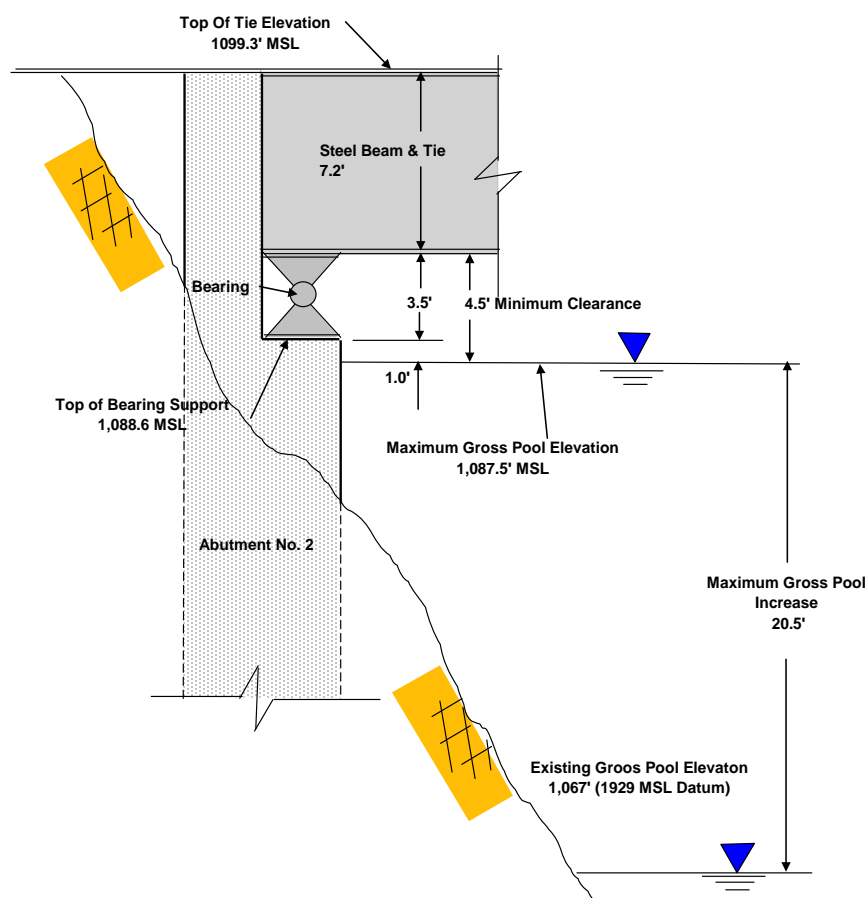 Top Of Tie Elevation
1099.3' MSL
Steel Beam & Tie
7.2'
Bearing
3.5'
4.5' Minimum Clearance
1.0'
Top of Bearing Support
1,088.6 MSL
Maximum Gross Pool Elevation
1,087.5' MSL
Abutment No. 2
Maximum Gross Pool
Increase
20.5'
Existing Groos Pool Elevaton
1,067' (1929 MSL Datum)